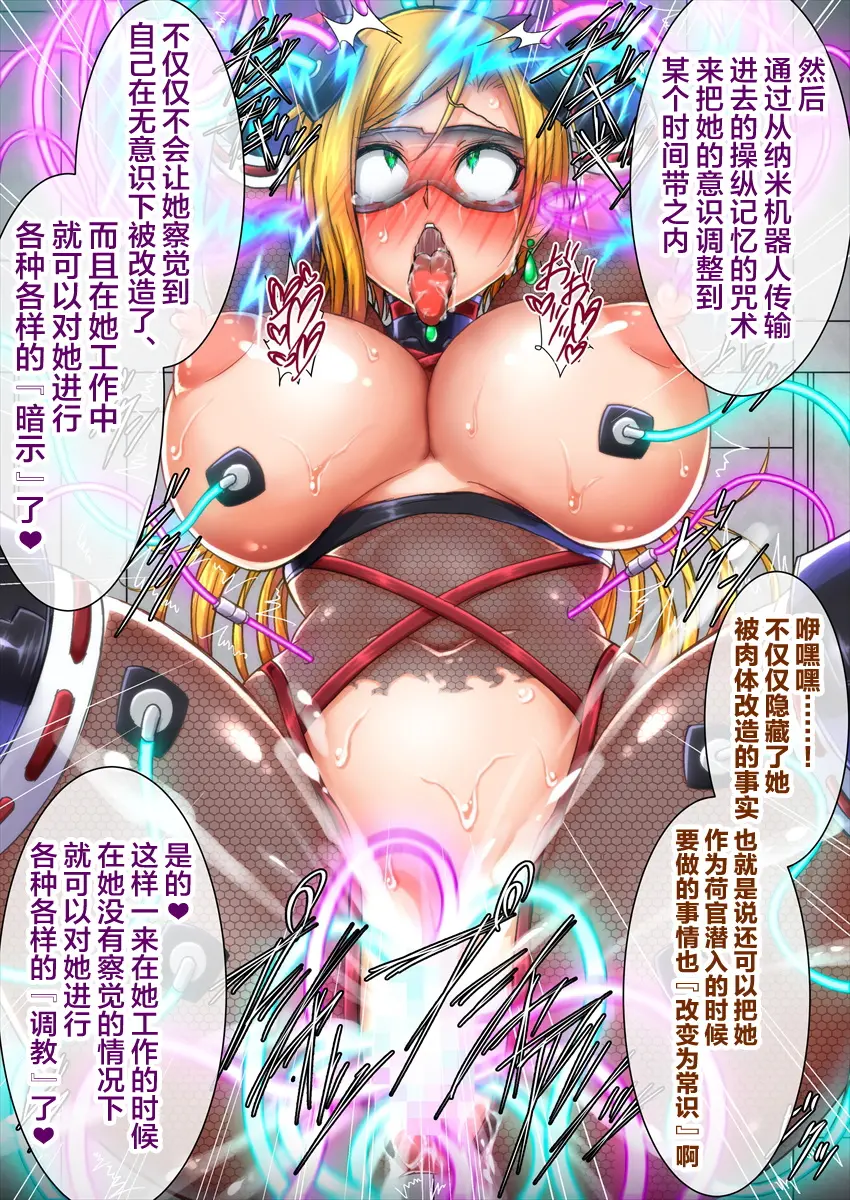 然后
通过从纳米机器人传输
进去的操纵记忆的咒术
来把她的意识调整到
某个时间带之内
不仅仅不会让她察觉到
自己在无意识下被改造了、
而且在她工作中
就可以对她进行
各种各样的『暗示』了♥
咿嘿嘿……！
不仅仅隐藏了她
被肉体改造的事实
也就是说还可以把她
作为荷官潜入的时候
要做的事情也『改变为常识』啊
是的♥
这样一来在她工作的时候
在她没有察觉的情况下
就可以对她进行
各种各样的『调教』了♥